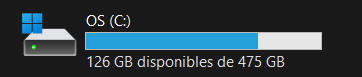 OS (C:)
126 GB disponibles de 475 GB